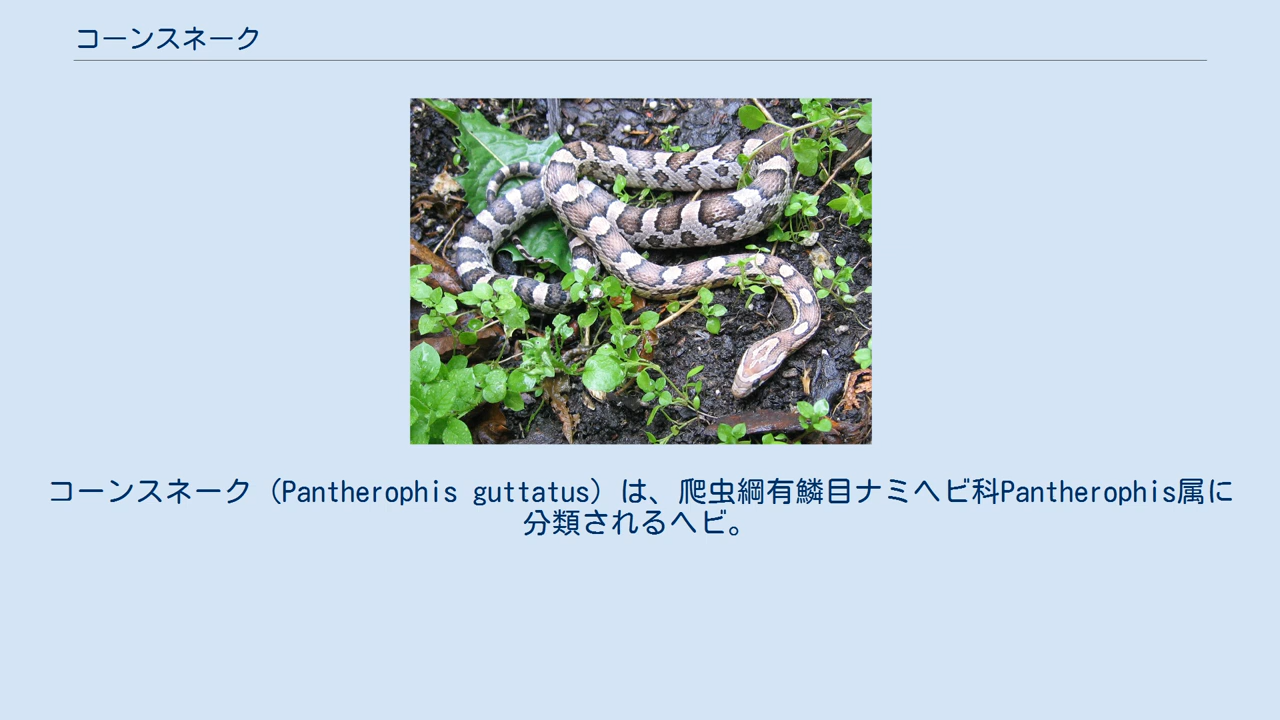 コーンスネーク
コーンスネーク（Pantherophis guttatus）は、爬虫綱有鱗目ナミヘビ科Pantherophis属に
分類されるヘビ。